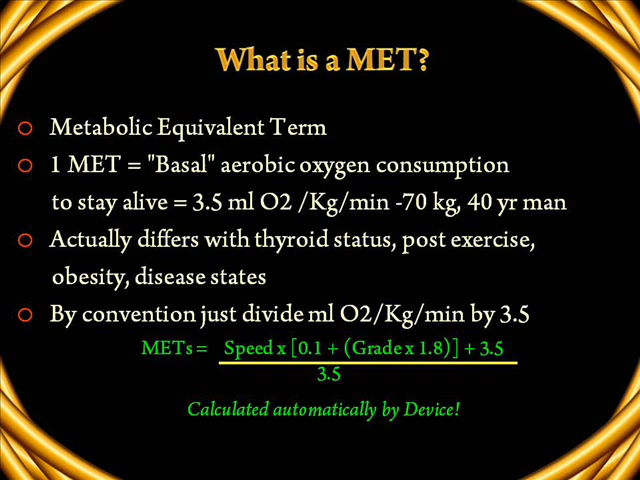 What is a MET?
Metabolic Equivalent Term
1 MET = "Basal" aerobic oxygen consumption
to stay alive = 3.5 ml O2 /Kg/min -70 kg, 40 yr man
Actually differs with thyroid status, post exercise,
obesity, disease states
By convention just divide ml O2/Kg/min by 3.5
METs = Speed x [0.1 + (Grade x 1.8)] + 3.5
3.5
Calculated automatically by Device!